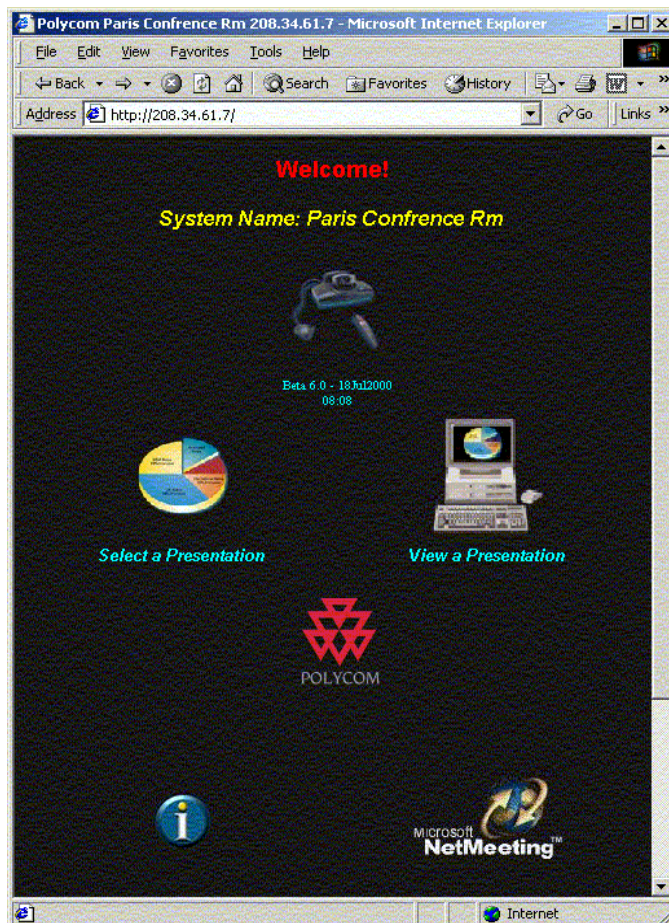 Polycom Paris Confrence Rm 208.34.61.7 - Microsoft Internet Explorer
File Edit View Favorites Tools Help
Back Search Favorites History
Address http://208.34.61.7/ Go Links »
Welcome!
System Name: Paris Confrence Rm
Beta 6.0 - 18Jul2000
08:08
Select a Presentation
View a Presentation
POLYCOM
i
Microsoft
NetMeeting™
Internet